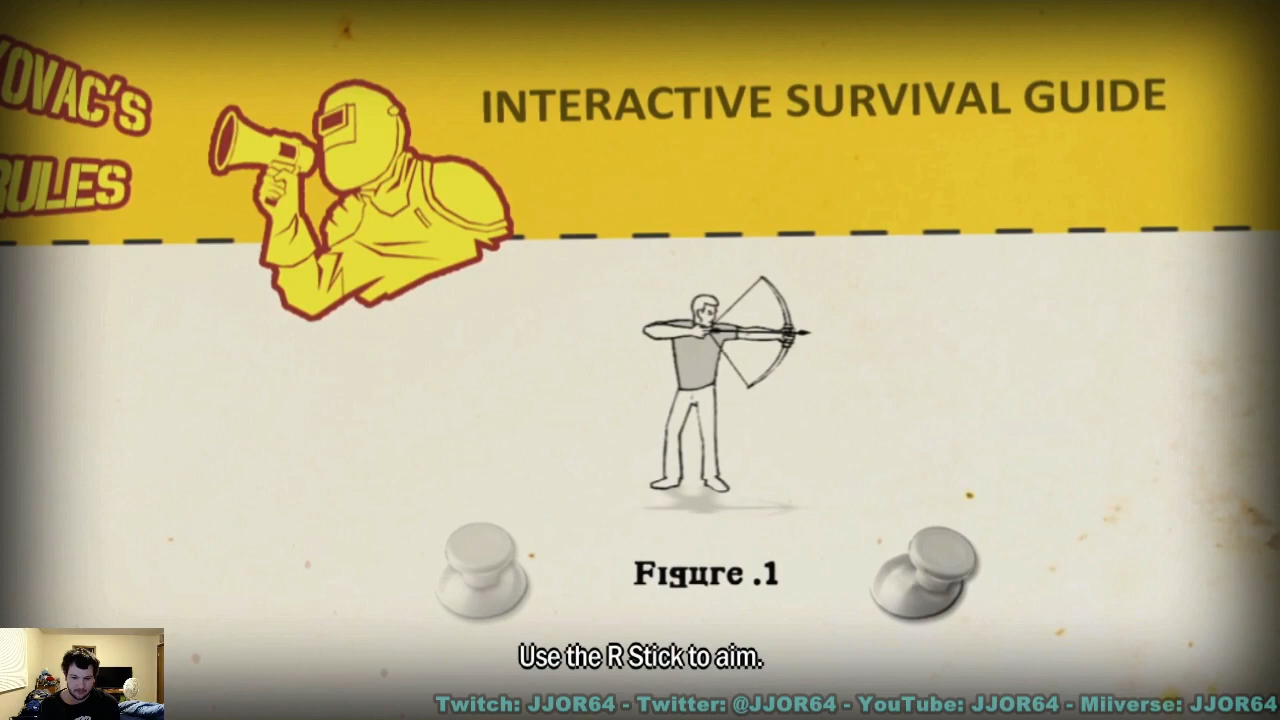 OVAC'S
RULES
INTERACTIVE SURVIVAL GUIDE
Figure .1
Use the R Stick to aim.
Twitch: JJOR64 - Twitter: @JJOR64 - YouTube: JJOR64 - Miiverse: JJOR64